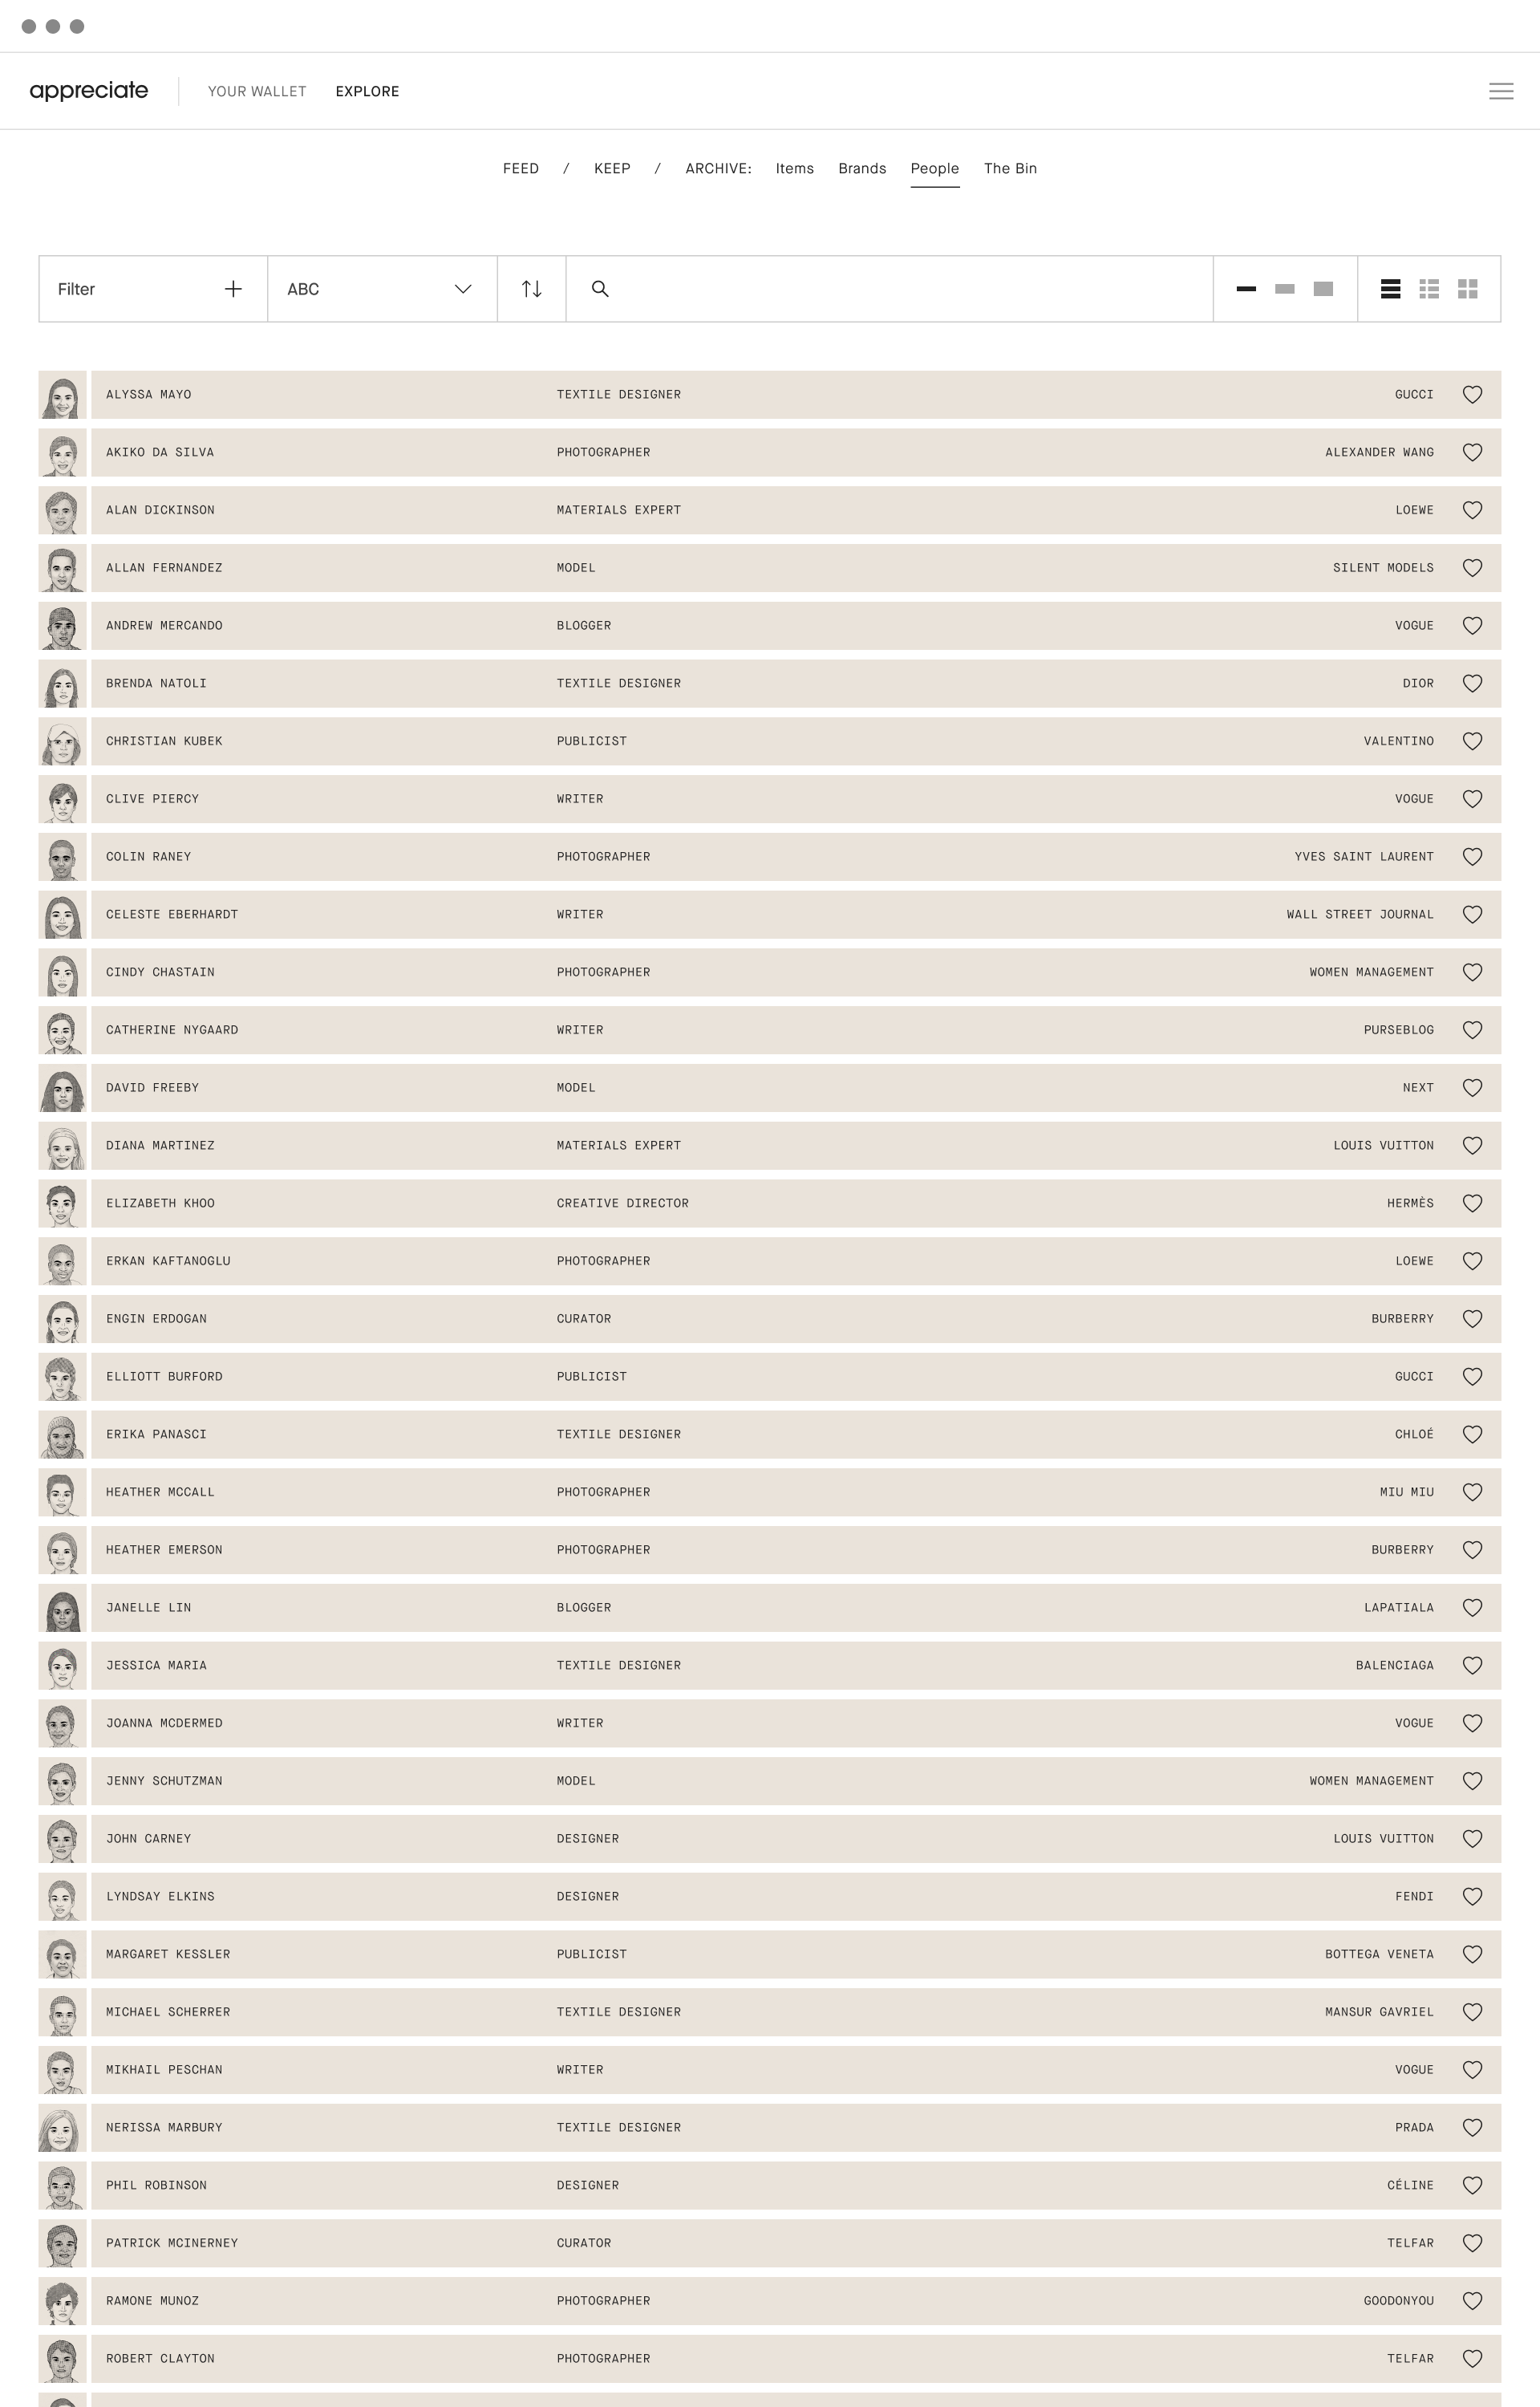 appreciate YOUR WALLET EXPLORE
FEED / KEEP / ARCHIVE: Items Brands People The Bin
Filter ABC
ALYSSA MAYO TEXTILE DESIGNER GUCCI
AKIKO DA SILVA PHOTOGRAPHER ALEXANDER WANG
ALAN DICKINSON MATERIALS EXPERT LOEWE
ALLAN FERNANDEZ MODEL SILENT MODELS
ANDREW MERCANDO BLOGGER VOGUE
BRENDA NATOLI TEXTILE DESIGNER DIOR
CHRISTIAN KUBEK PUBLICIST VALENTINO
CLIVE PIERCY WRITER VOGUE
COLIN RANEY PHOTOGRAPHER YVES SAINT LAURENT
CELESTE EBERHARDT WRITER WALL STREET JOURNAL
CINDY CHASTAIN PHOTOGRAPHER WOMEN MANAGEMENT
CATHERINE NYGAARD WRITER PURSEBLOG
DAVID FREEBY MODEL NEXT
DIANA MARTINEZ MATERIALS EXPERT LOUIS VUITTON
ELIZABETH KHOO CREATIVE DIRECTOR HERMÈS
ERKAN KAFTANOGLU PHOTOGRAPHER LOEWE
ENGIN ERDOGAN CURATOR BURBERRY
ELLIOTT BURFORD PUBLICIST GUCCI
ERIKA PANASCI TEXTILE DESIGNER CHLOÉ
HEATHER MCCALL PHOTOGRAPHER MIU MIU
HEATHER EMERSON PHOTOGRAPHER BURBERRY
JANELLE LIN BLOGGER LAPATIALA
JESSICA MARIA TEXTILE DESIGNER BALENCIAGA
JOANNA MCDERMED WRITER VOGUE
JENNY SCHUTZMAN MODEL WOMEN MANAGEMENT
JOHN CARNEY DESIGNER LOUIS VUITTON
LYNDSAY ELKINS DESIGNER FENDI
MARGARET KESSLER PUBLICIST BOTTEGA VENETA
MICHAEL SCHERRER TEXTILE DESIGNER MANSUR GAVRIEL
MIKHAIL PESCHAN WRITER VOGUE
NERISSA MARBURY TEXTILE DESIGNER PRADA
PHIL ROBINSON DESIGNER CÉLINE
PATRICK MCINERNEY CURATOR TELFAR
RAMONE MUNOZ PHOTOGRAPHER GOODONYOU
ROBERT CLAYTON PHOTOGRAPHER TELFAR